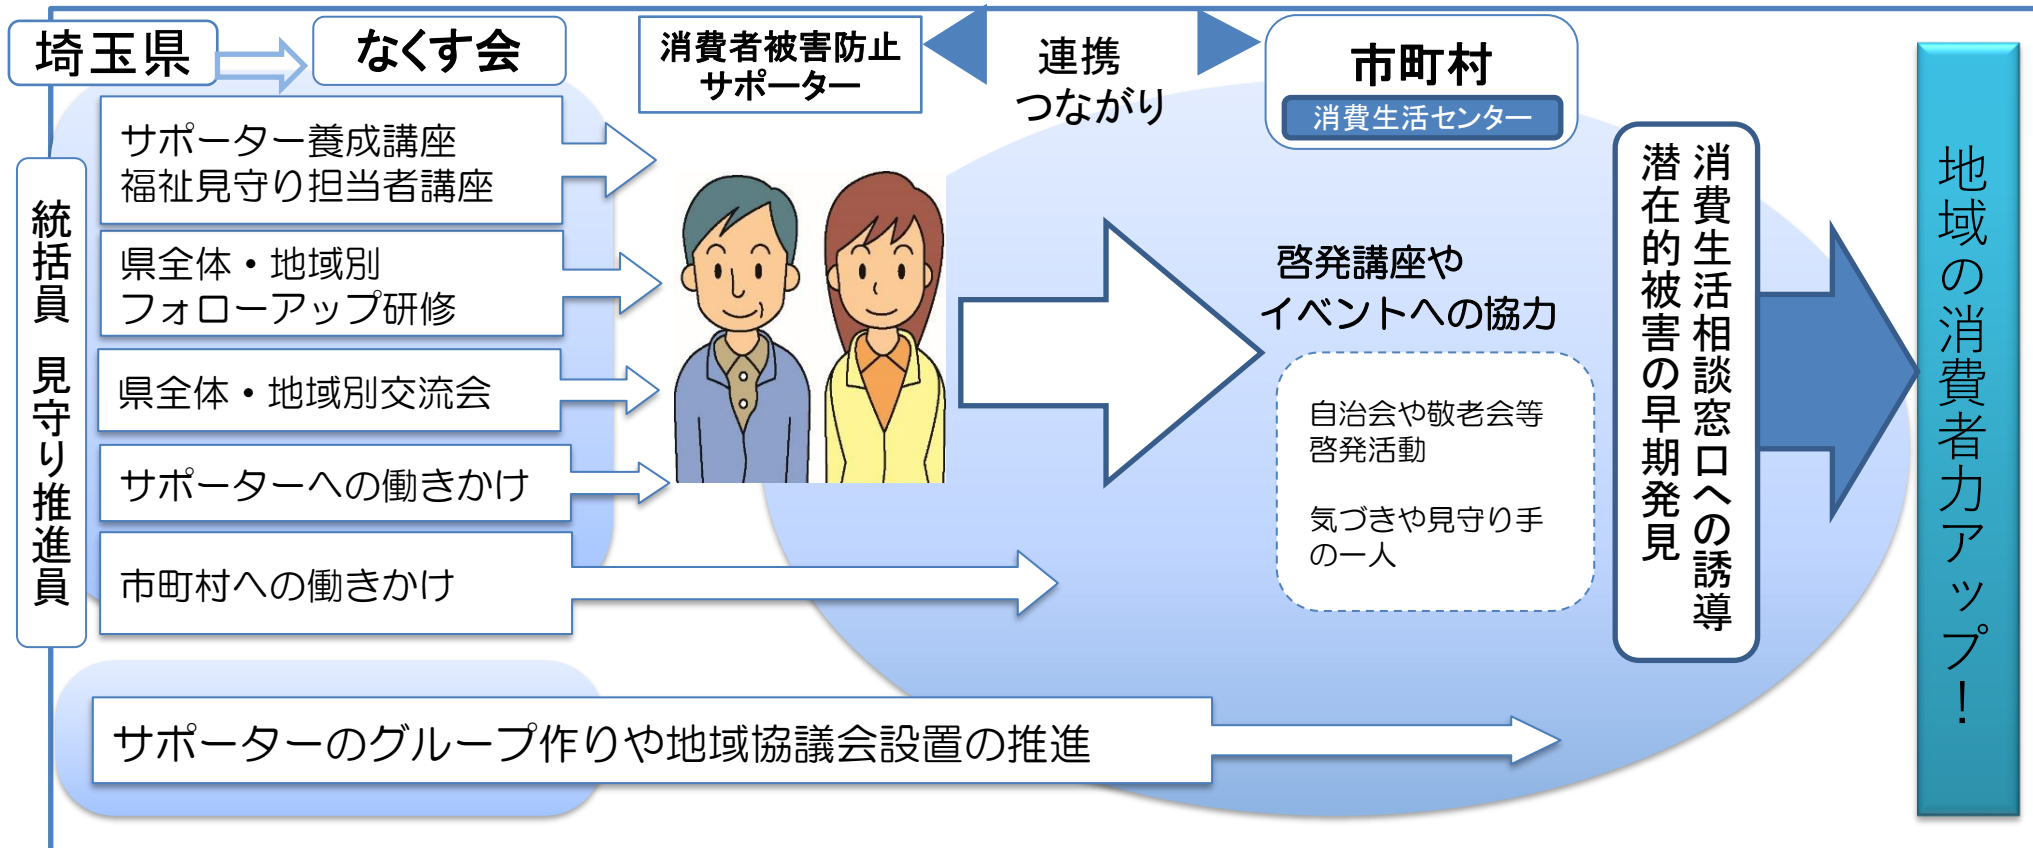 埼玉県
なくす会
消費者被害防止
サポーター
連携
つながり
市町村
消費生活センター
統括員 見守り推進員
サポーター養成講座
福祉見守り担当者講座
県全体・地域別
フォローアップ研修
県全体・地域別交流会
サポーターへの働きかけ
市町村への働きかけ
サポーターのグループ作りや地域協議会設置の推進
啓発講座や
イベントへの協力
自治会や敬老会等
啓発活動
気づきや見守り手
の一人
消費生活相談窓口への誘導
潜在的被害の早期発見
地域の消費者力アップ！